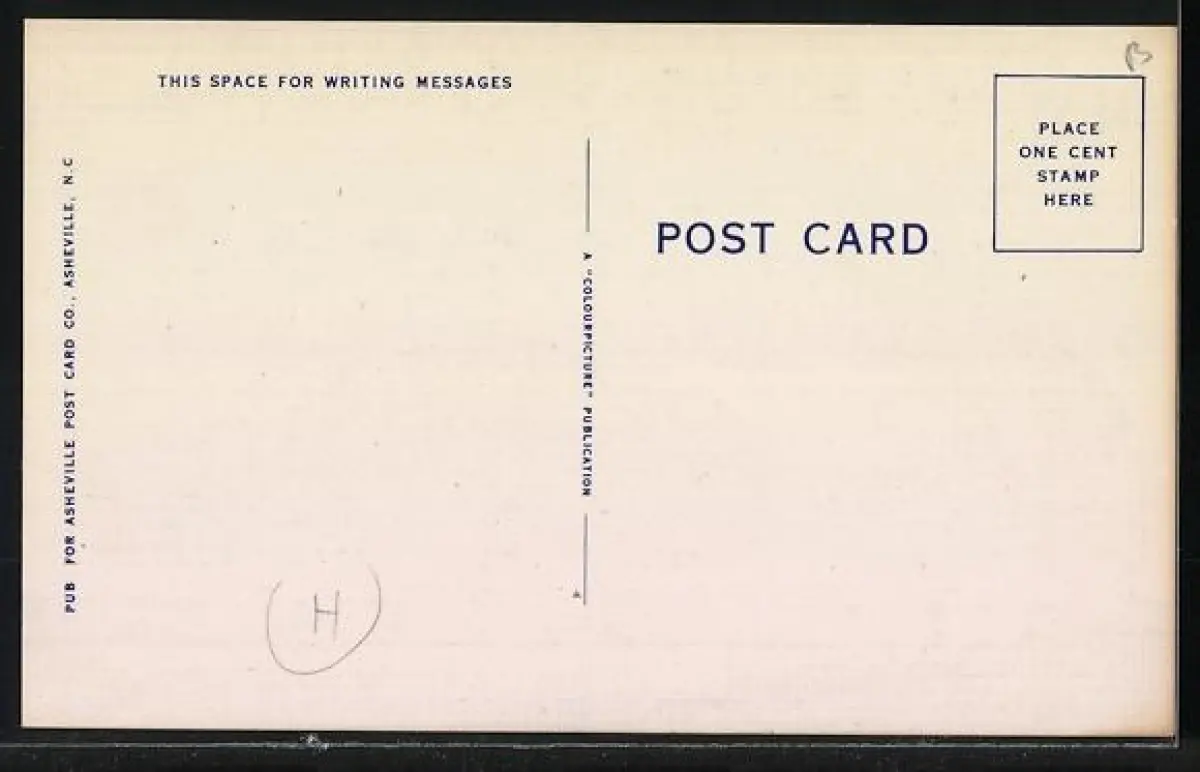 THIS SPACE FOR WRITING MESSAGES
PLACE
ONE CENT
STAMP
HERE
POST CARD
PUB FOR ASHEVILLE POST CARD CO., ASHEVILLE, N.C
A "COLOURPICTURE" PUBLICATION
H